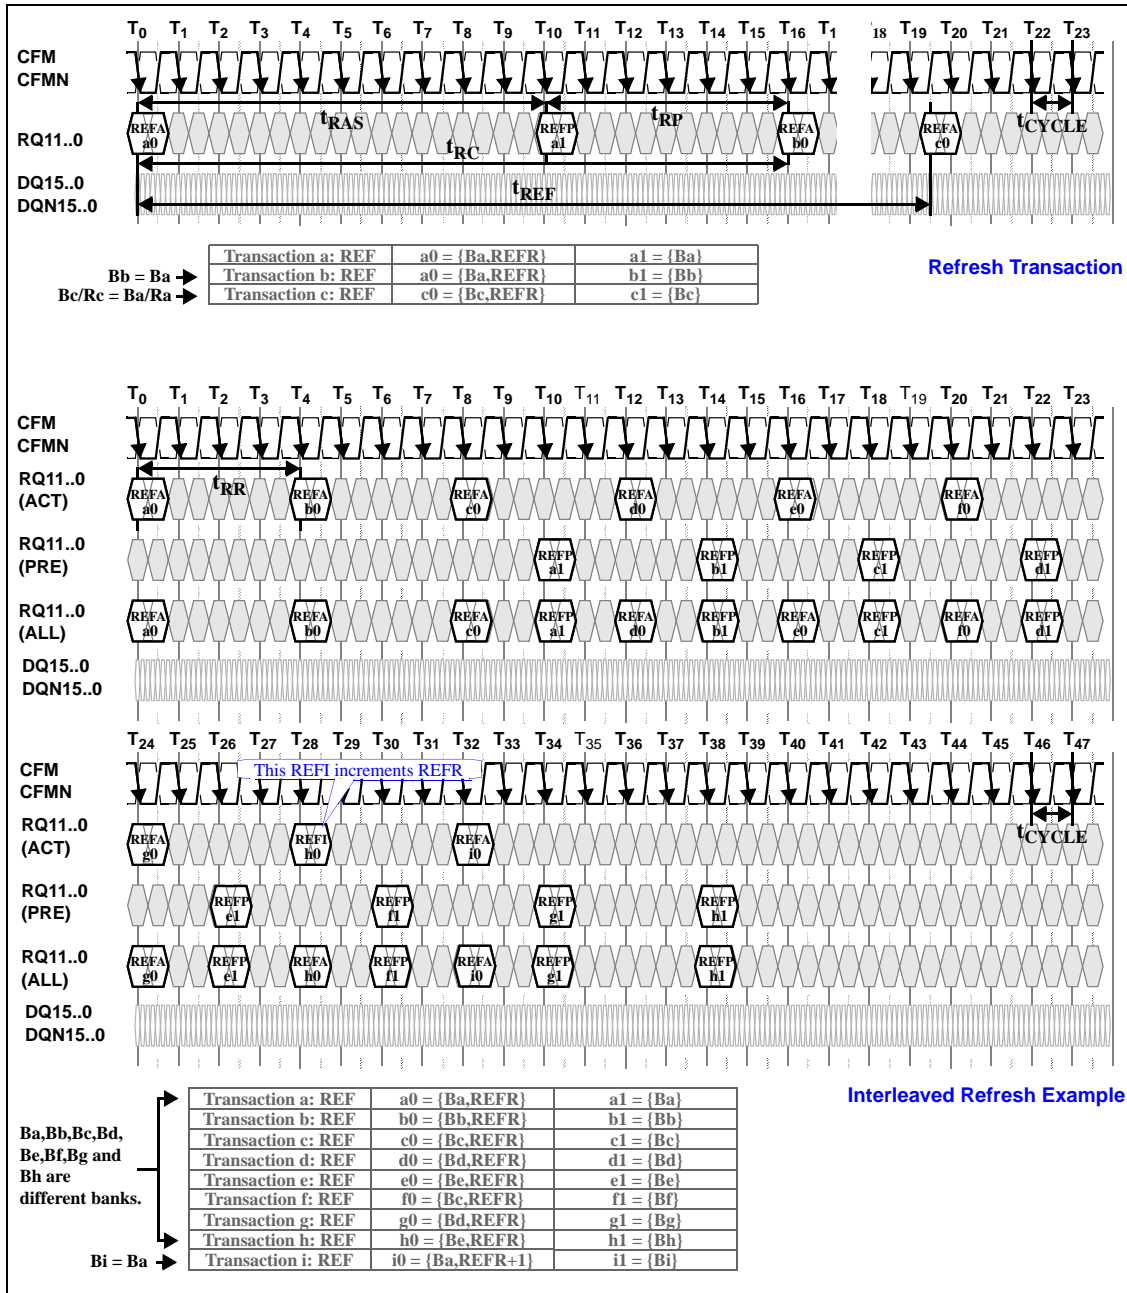 T0 T1 T2 T3 T4 T5 T6 T7 T8 T9 T10 T11 T12 T13 T14 T15 T16 T1 18 T19 T20 T21 T22 T23
CFM
CFMN
tRAS tRP tCYCLE
RQ11..0 REFA a0 REFP a1 REFA b0 REFA c0
tRC
DQ15..0
DQN15..0
tREF
Transaction a: REF a0 = {Ba,REFR} a1 = {Ba}
Bb = Ba Transaction b: REF a0 = {Ba,REFR} b1 = {Bb}
Bc/Rc = Ba/Ra Transaction c: REF c0 = {Bc,REFR} c1 = {Bc}
Refresh Transaction
T0 T1 T2 T3 T4 T5 T6 T7 T8 T9 T10 T11 T12 T13 T14 T15 T16 T17 T18 T19 T20 T21 T22 T23
CFM
CFMN
tRR
RQ11..0
(ACT)
REFA a0 REFA b0 REFA c0 REFA d0 REFA e0 REFA f0
RQ11..0
(PRE)
REFP a1 REFP b1 REFP c1 REFP d1
RQ11..0
(ALL)
REFA a0 REFA b0 REFA c0 REFP a1 REFA d0 REFP b1 REFA e0 REFP c1 REFA f0 REFP d1
DQ15..0
DQN15..0
T24 T25 T26 T27 T28 T29 T30 T31 T32 T33 T34 T35 T36 T37 T38 T39 T40 T41 T42 T43 T44 T45 T46 T47
This REFI increments REFR
CFM
CFMN
tCYCLE
RQ11..0
(ACT)
REFA g0 REFI h0 REFA i0
RQ11..0
(PRE)
REFP e1 REFP f1 REFP g1 REFP h1
RQ11..0
(ALL)
REFA g0 REFP e1 REFA h0 REFP f1 REFA i0 REFP g1 REFP h1
DQ15..0
DQN15..0
Interleaved Refresh Example
Ba,Bb,Bc,Bd,
Be,Bf,Bg and
Bh are
different banks.
Transaction a: REF a0 = {Ba,REFR} a1 = {Ba}
Transaction b: REF b0 = {Bb,REFR} b1 = {Bb}
Transaction c: REF c0 = {Bc,REFR} c1 = {Bc}
Transaction d: REF d0 = {Bd,REFR} d1 = {Bd}
Transaction e: REF e0 = {Be,REFR} e1 = {Be}
Transaction f: REF f0 = {Bc,REFR} f1 = {Bf}
Transaction g: REF g0 = {Bd,REFR} g1 = {Bg}
Transaction h: REF h0 = {Be,REFR} h1 = {Bh}
Bi = Ba Transaction i: REF i0 = {Ba,REFR+1} i1 = {Bi}